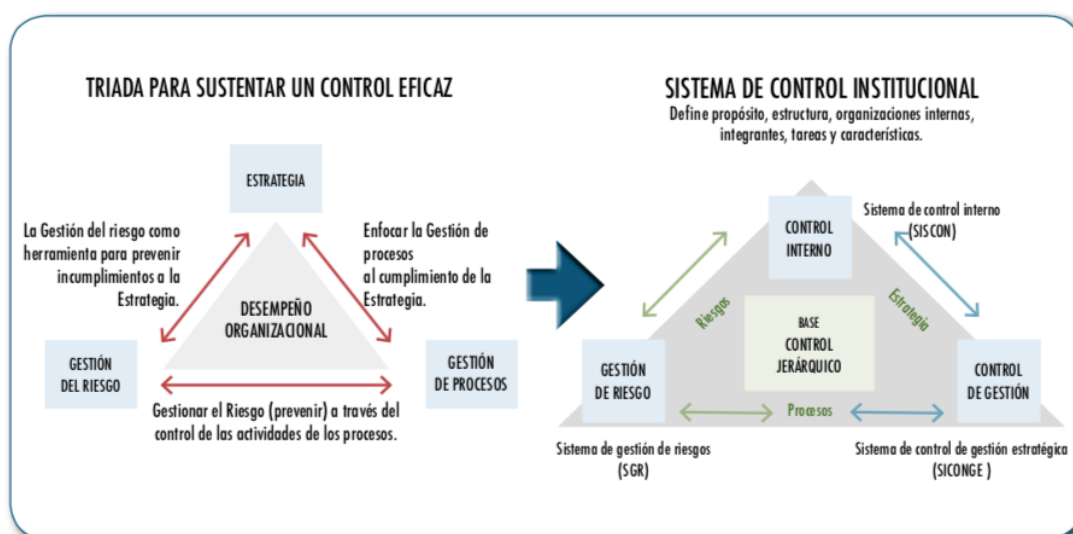 TRIADA PARA SUSTENTAR UN CONTROL EFICAZ
ESTRATEGIA
La Gestión del riesgo como
herramienta para prevenir
incumplimientos a la
Estrategia.
Enfocar la Gestión de
procesos
al cumplimiento de la
Estrategia.
DESEMPEÑO
ORGANIZACIONAL
GESTIÓN
DEL RIESGO
GESTIÓN
DE PROCESOS
Gestionar el Riesgo (prevenir) a través del
control de las actividades de los procesos.
SISTEMA DE CONTROL INSTITUCIONAL
Define propósito, estructura, organizaciones internas,
integrantes, tareas y características.
CONTROL
INTERNO
Sistema de control interno
(SISCON)
Riesgos
Estrategia
BASE
CONTROL
JERÁRQUICO
GESTIÓN
DE RIESGO
CONTROL
DE GESTIÓN
Procesos
Sistema de gestión de riesgos
(SGR)
Sistema de control de gestión estratégica
(SICONGE )